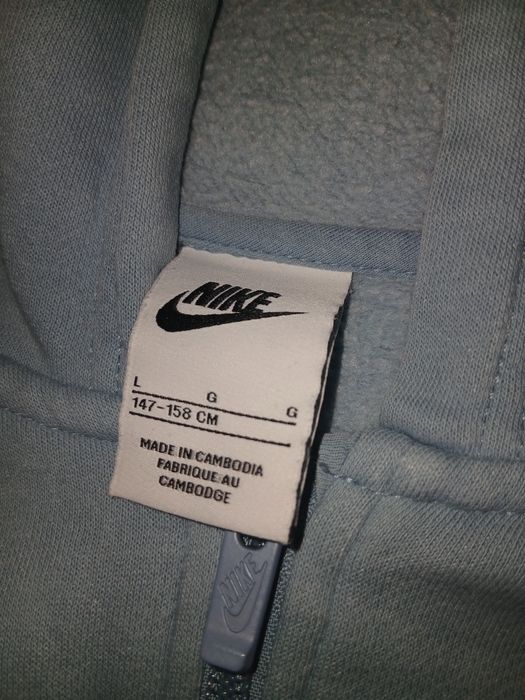 NIKE
L G G
147-158 CM
MADE IN CAMBODIA
FABRIQUE AU
CAMBODGE
NIKE